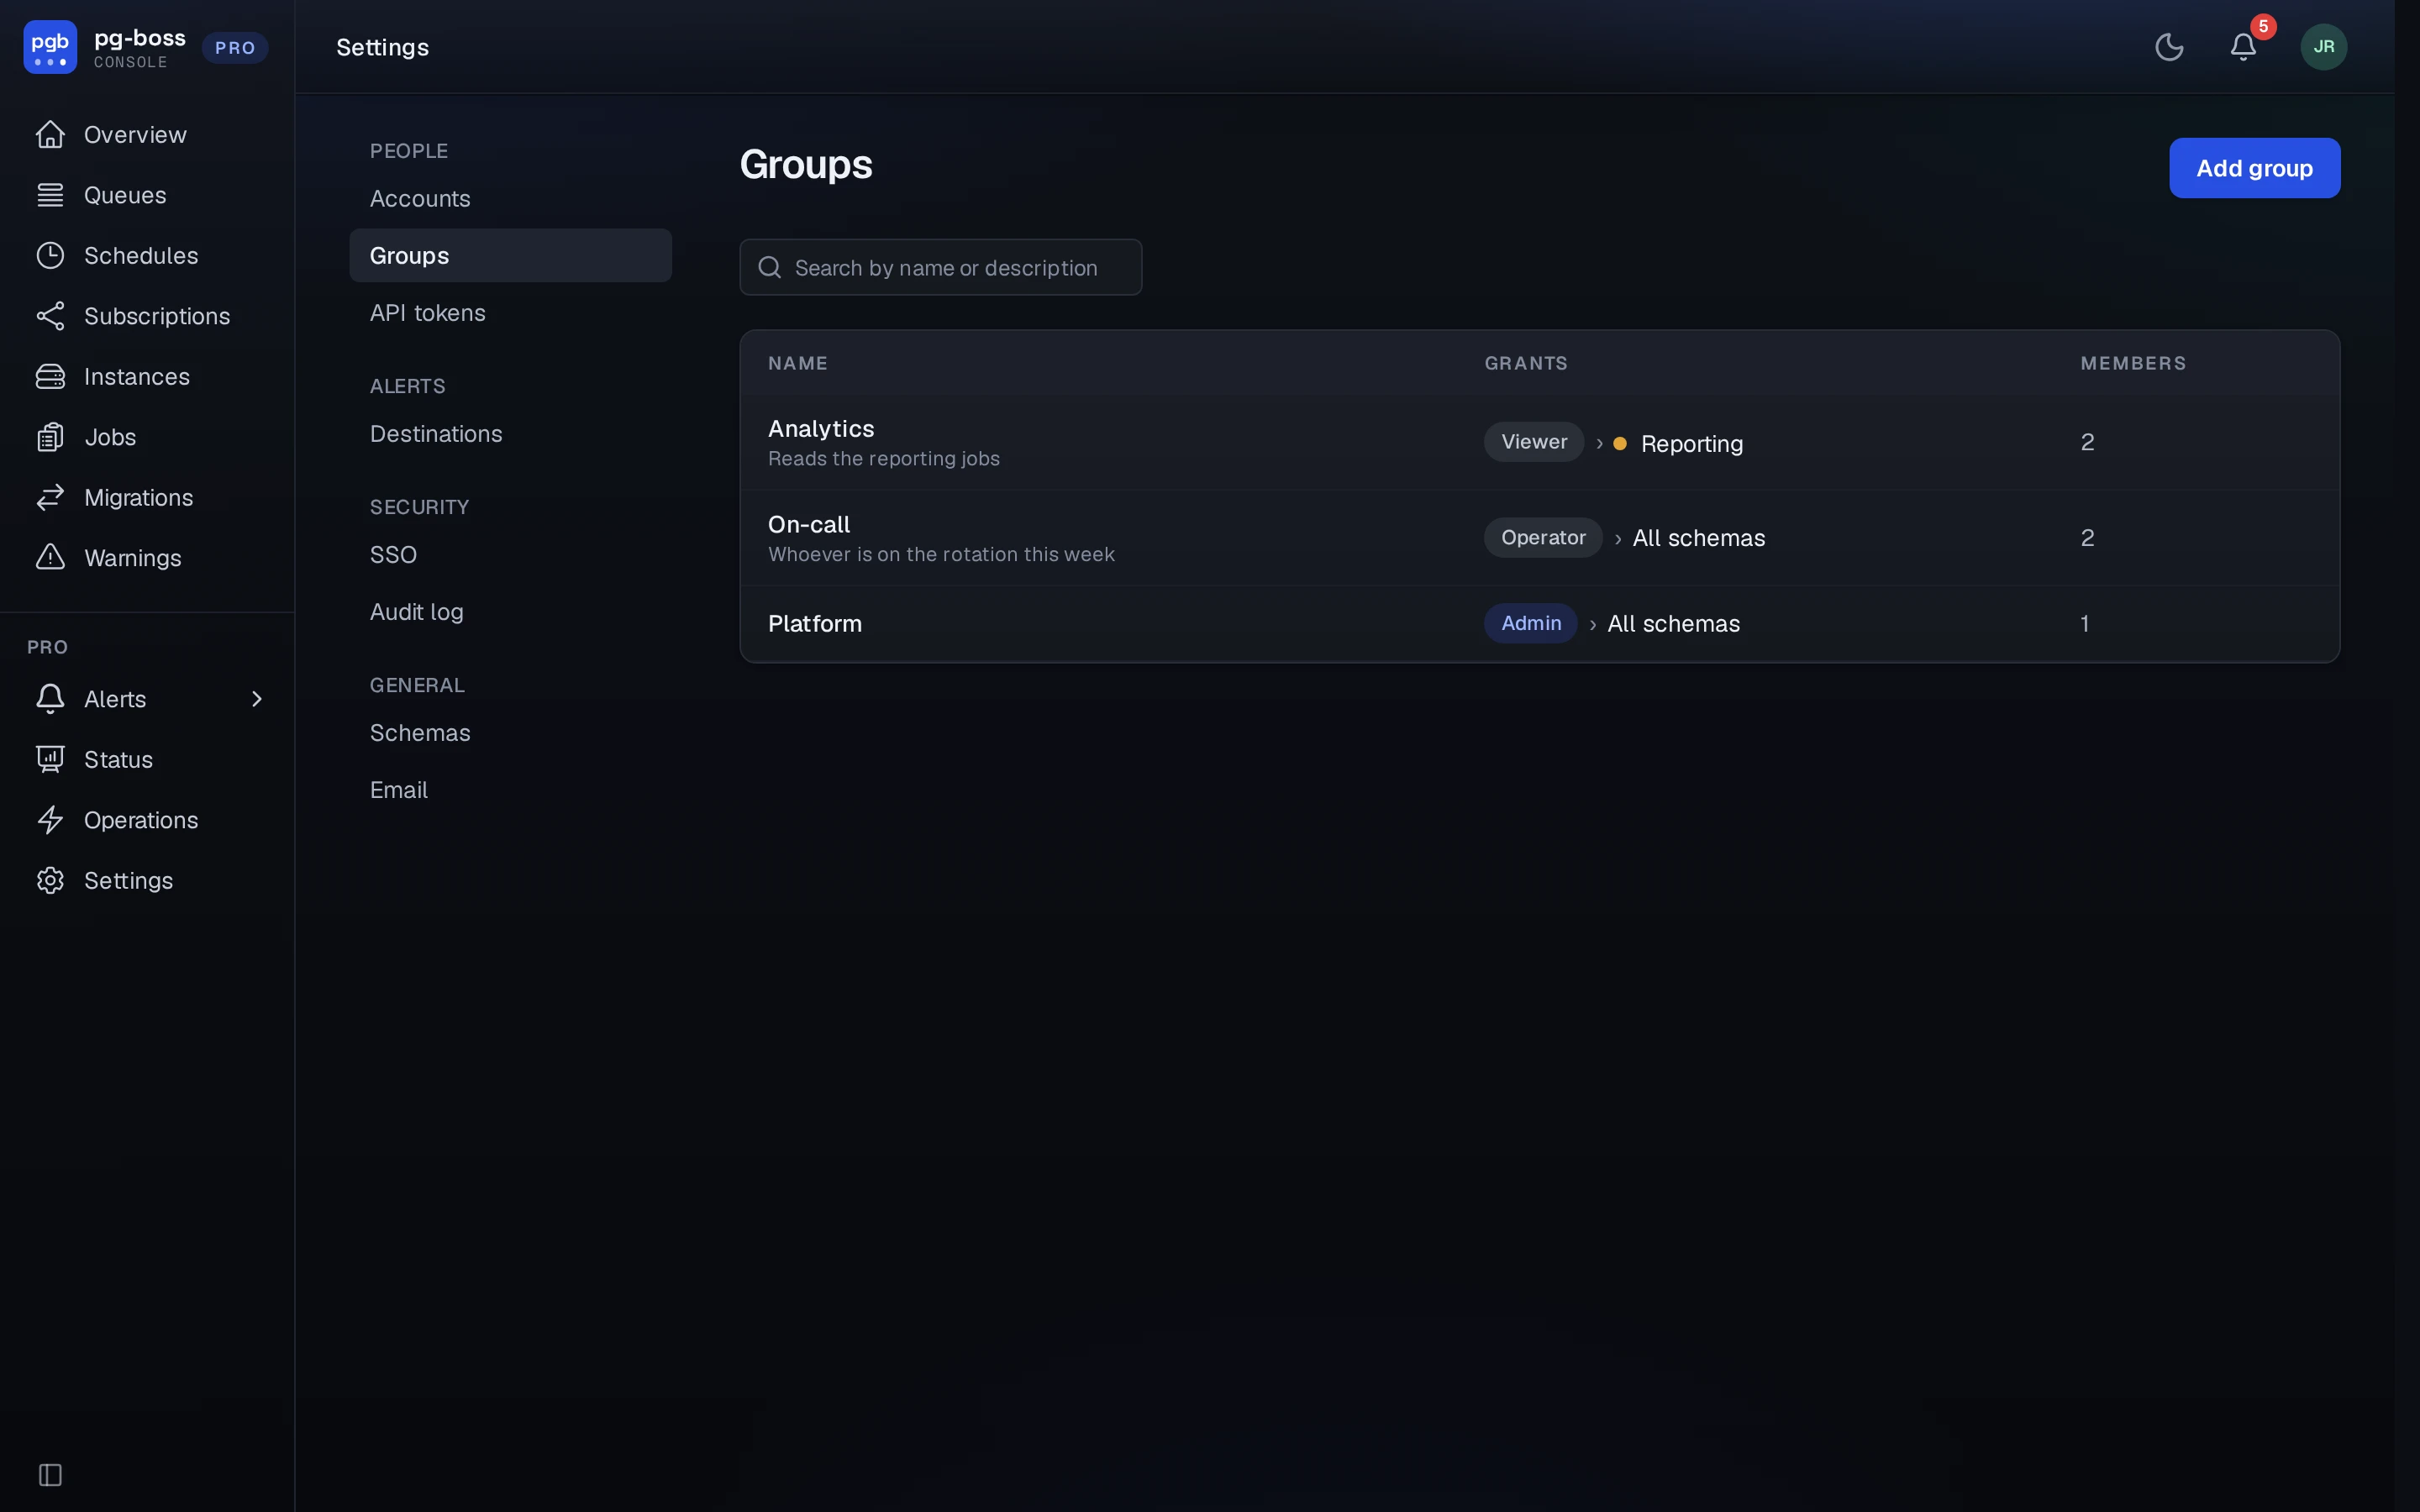 pgb
pg-boss
CONSOLE
PRO
Settings
5
JR
Overview
Queues
Schedules
Subscriptions
Instances
Jobs
Migrations
Warnings
PRO
Alerts
Status
Operations
Settings
PEOPLE
Accounts
Groups
API tokens
ALERTS
Destinations
SECURITY
SSO
Audit log
GENERAL
Schemas
Email
Groups
Add group
Search by name or description
NAME GRANTS MEMBERS
Analytics
Reads the reporting jobs
Viewer › Reporting
2
On-call
Whoever is on the rotation this week
Operator › All schemas
2
Platform
Admin › All schemas
1